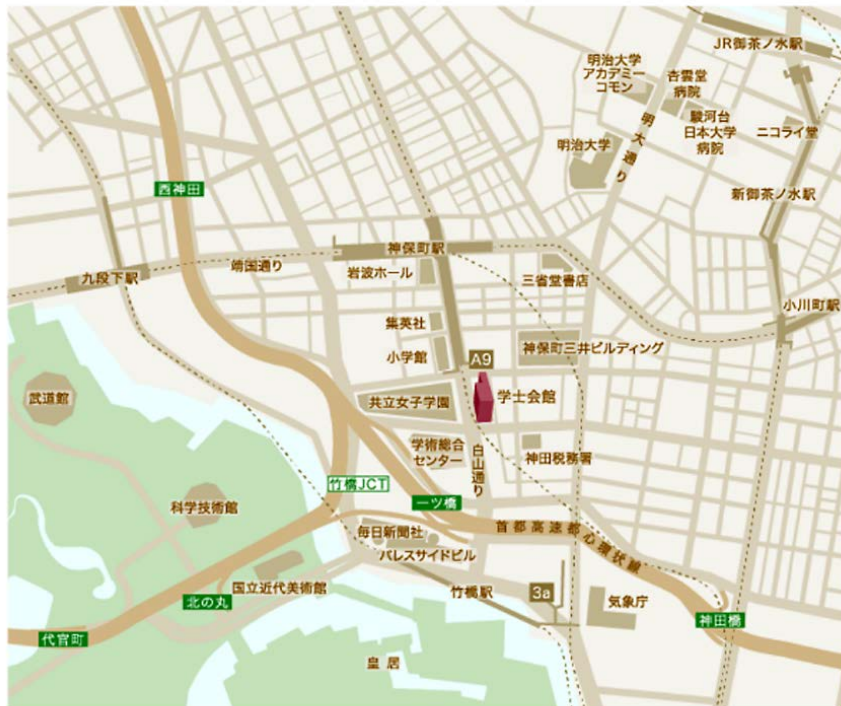 JR御茶ノ水駅
明治大学
アカデミー
コモン
杏雲堂
病院
駿河台
日本大学
病院
ニコライ堂
明治大学
明大通り
西神田
新御茶ノ水駅
神保町駅
靖国通り
九段下駅
岩波ホール
三省堂書店
小川町駅
集英社
小学館
神保町三井ビルディング
A9
武道館
共立女子学園
学士会館
学術総合
センター
白山通り
神田税務署
竹橋JCT
一ツ橋
科学技術館
毎日新聞社
パレスサイドビル
首都高速都心環状線
国立近代美術館
竹橋駅
3a
北の丸
気象庁
神田橋
代官町
皇居